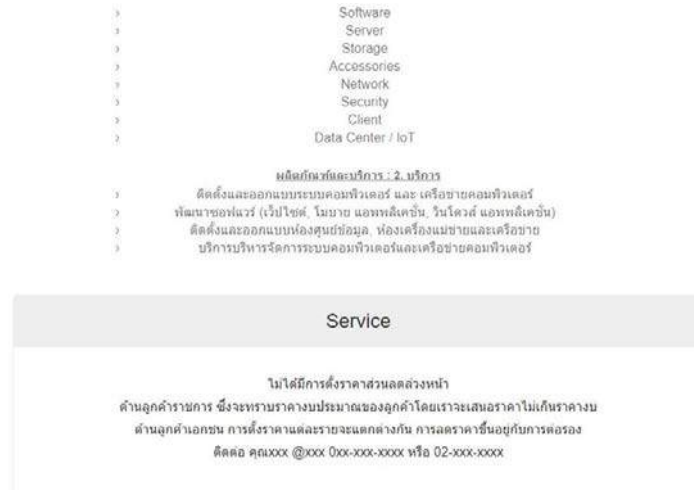 › Software
› Server
› Storage
› Accessories
› Network
› Security
› Client
› Data Center / IoT
ผลิตภัณฑ์และบริการ : 2. บริการ
› ติดตั้งและออกแบบระบบคอมพิวเตอร์ และ เครือข่ายคอมพิวเตอร์
› พัฒนาซอฟแวร์ (เว็ปไซต์, โมบาย แอพพลิเคชั่น, วินโดวส์ แอพพลิเคชั่น)
› ติดตั้งและออกแบบห้องศูนย์ข้อมูล, ห้องเครื่องแม่ข่ายและเครือข่าย
› บริการบริหารจัดการระบบคอมพิวเตอร์และเครือข่ายคอมพิวเตอร์
Service
ไม่ได้มีการตั้งราคาส่วนลดล่วงหน้า
ด้านลูกค้าราชการ ซึ่งจะทราบราคางบประมาณของลูกค้าโดยเราจะเสนอราคาไม่เกินราคางบ
ด้านลูกค้าเอกชน การตั้งราคาแต่ละรายจะแตกต่างกัน การลดราคาขึ้นอยู่กับการต่อรอง
ติดต่อ คุณxxx @xxx 0xx-xxx-xxxx หรือ 02-xxx-xxxx